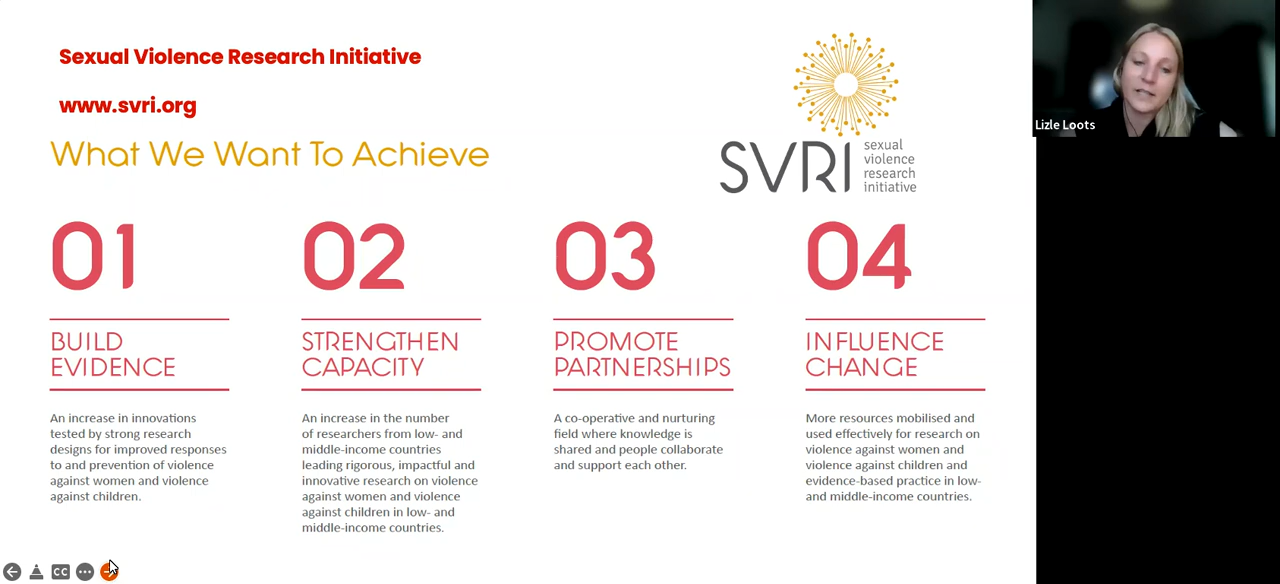 Sexual Violence Research Initiative
www.svri.org
What We Want To Achieve
SVRI
sexual
violence
research
initiative
Lizle Loots
01
BUILD
EVIDENCE
An increase in innovations
tested by strong research
designs for improved responses
to and prevention of violence
against women and violence
against children.
02
STRENGTHEN
CAPACITY
An increase in the number
of researchers from low- and
middle-income countries
leading rigorous, impactful and
innovative research on violence
against women and violence
against children in low- and
middle-income countries.
03
PROMOTE
PARTNERSHIPS
A co-operative and nurturing
field where knowledge is
shared and people collaborate
and support each other.
04
INFLUENCE
CHANGE
More resources mobilised and
used effectively for research on
violence against women and
violence against children and
evidence-based practice in low-
and middle-income countries.
CC